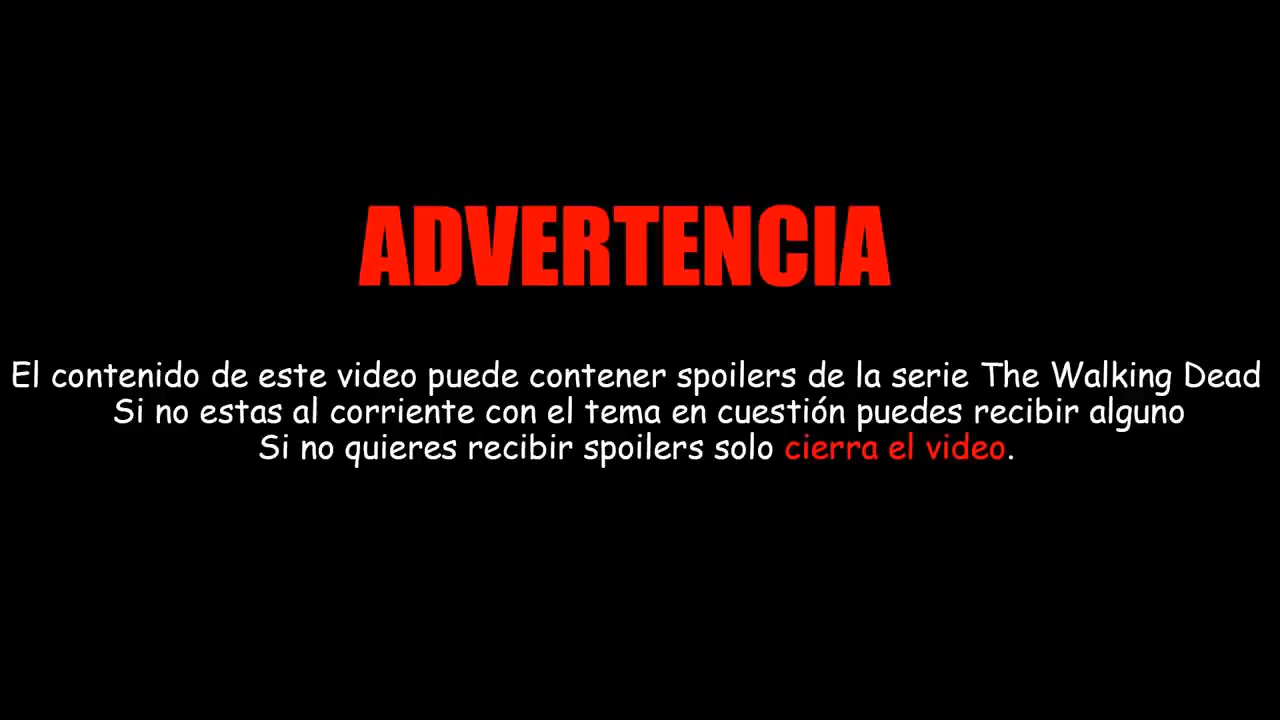 ADVERTENCIA
El contenido de este video puede contener spoilers de la serie The Walking Dead
Si no estas al corriente con el tema en cuestión puedes recibir alguno
Si no quieres recibir spoilers solo cierra el video.